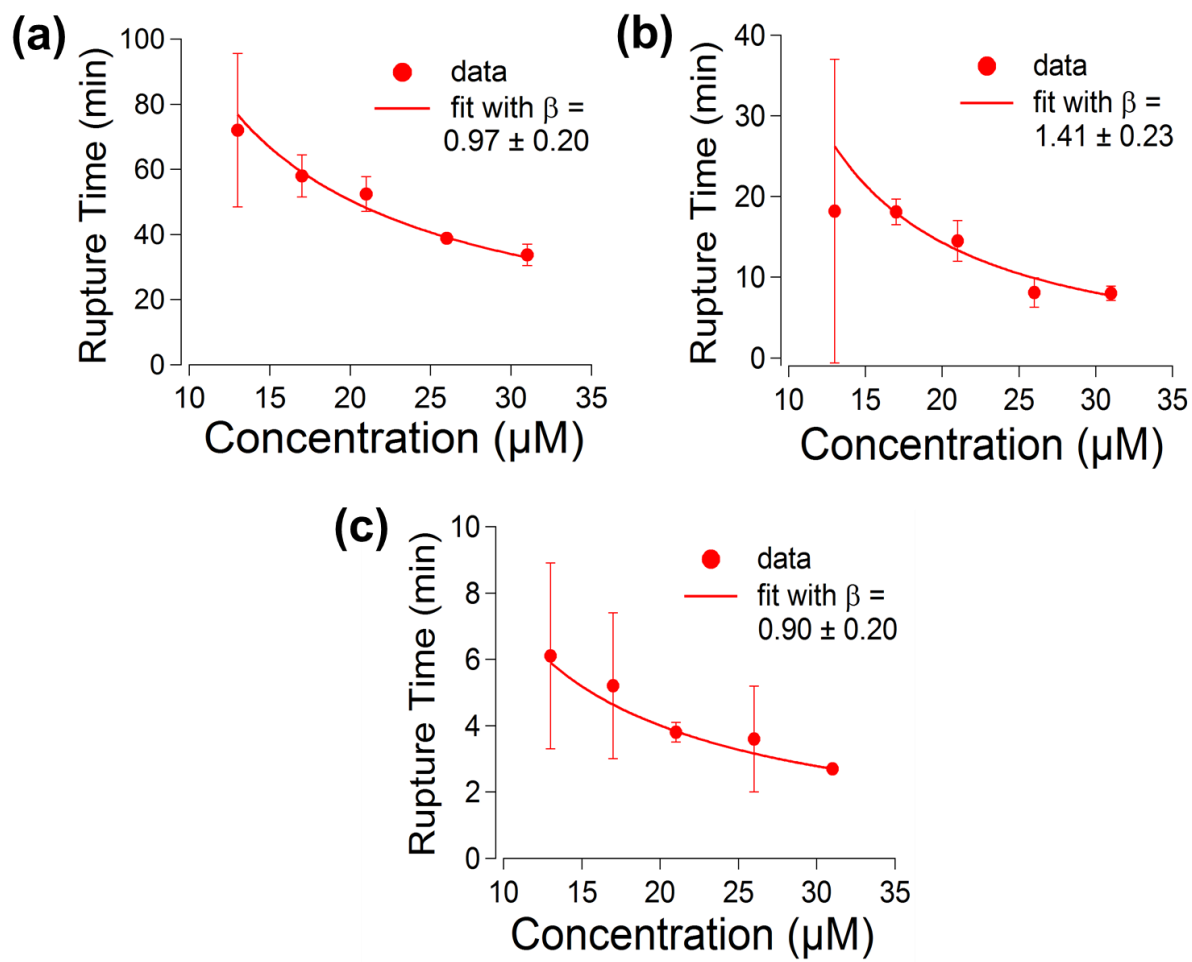 (a)
Rupture Time (min)
100
80
60
40
20
0
data
fit with β =
0.97 ± 0.20
10 15 20 25 30 35
Concentration (µM)
(b)
Rupture Time (min)
40
30
20
10
0
data
fit with β =
1.41 ± 0.23
10 15 20 25 30 35
Concentration (µM)
(c)
Rupture Time (min)
10
8
6
4
2
0
data
fit with β =
0.90 ± 0.20
10 15 20 25 30 35
Concentration (µM)